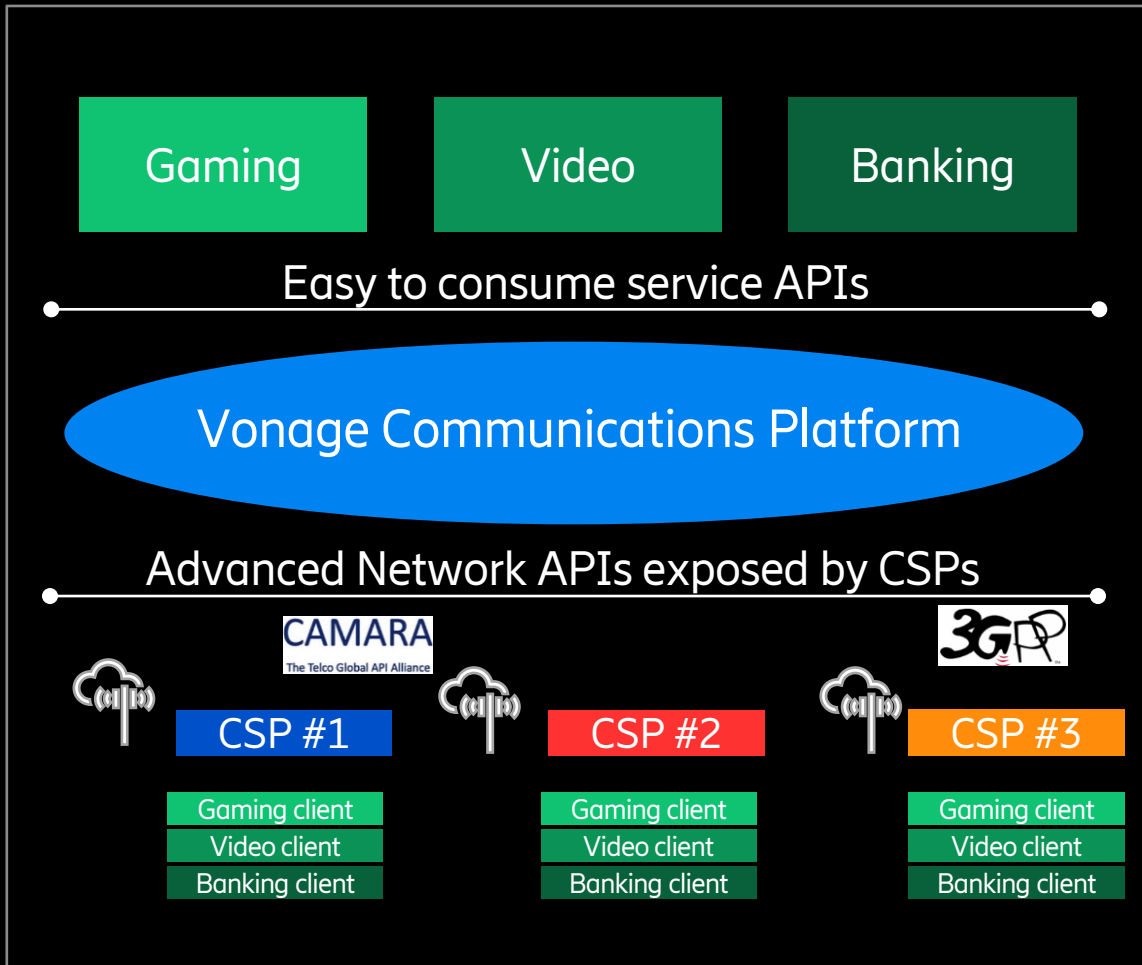 Gaming
Video
Banking
Easy to consume service APIs
Vonage Communications Platform
Advanced Network APIs exposed by CSPs
CAMARA
The Telco Global API Alliance
3GPP
CSP #1
CSP #2
CSP #3
Gaming client
Video client
Banking client
Gaming client
Video client
Banking client
Gaming client
Video client
Banking client